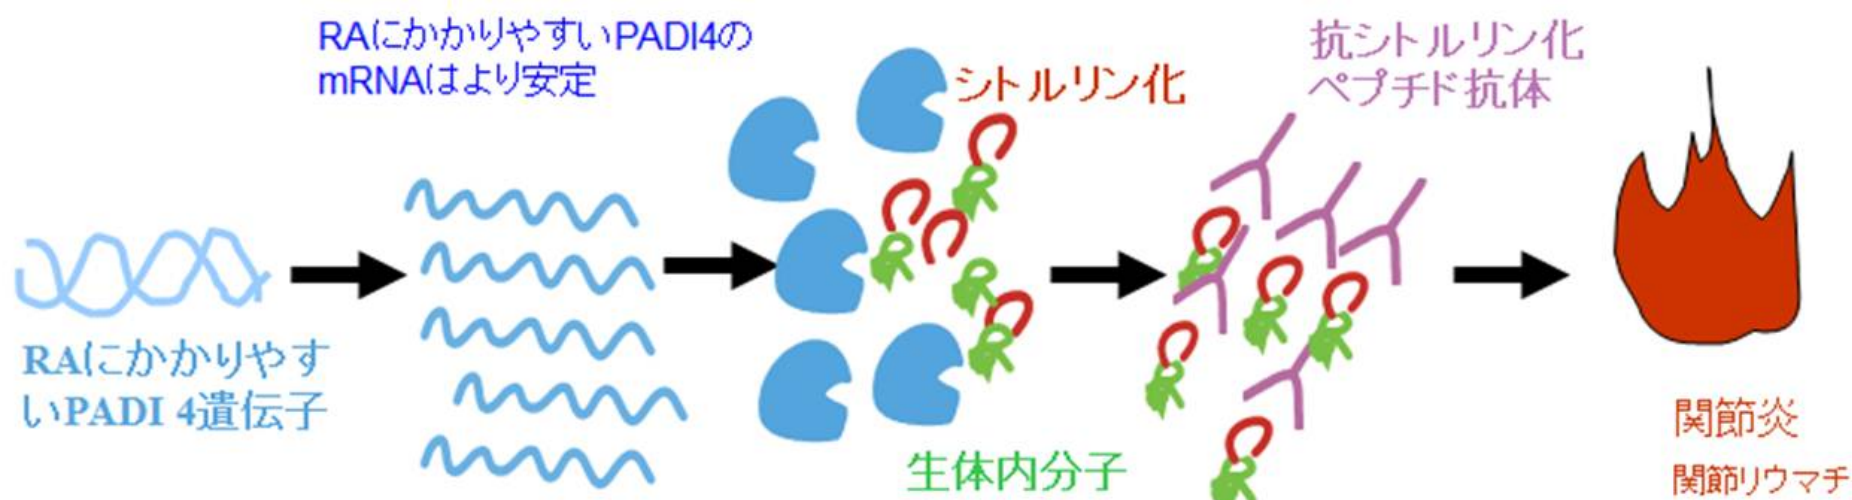 RAにかかりやすいPADI4の
mRNAはより安定
シトルリン化
抗シトルリン化
ペプチド抗体
RAにかかりやす
いPADI 4遺伝子
生体内分子
関節炎
関節リウマチ